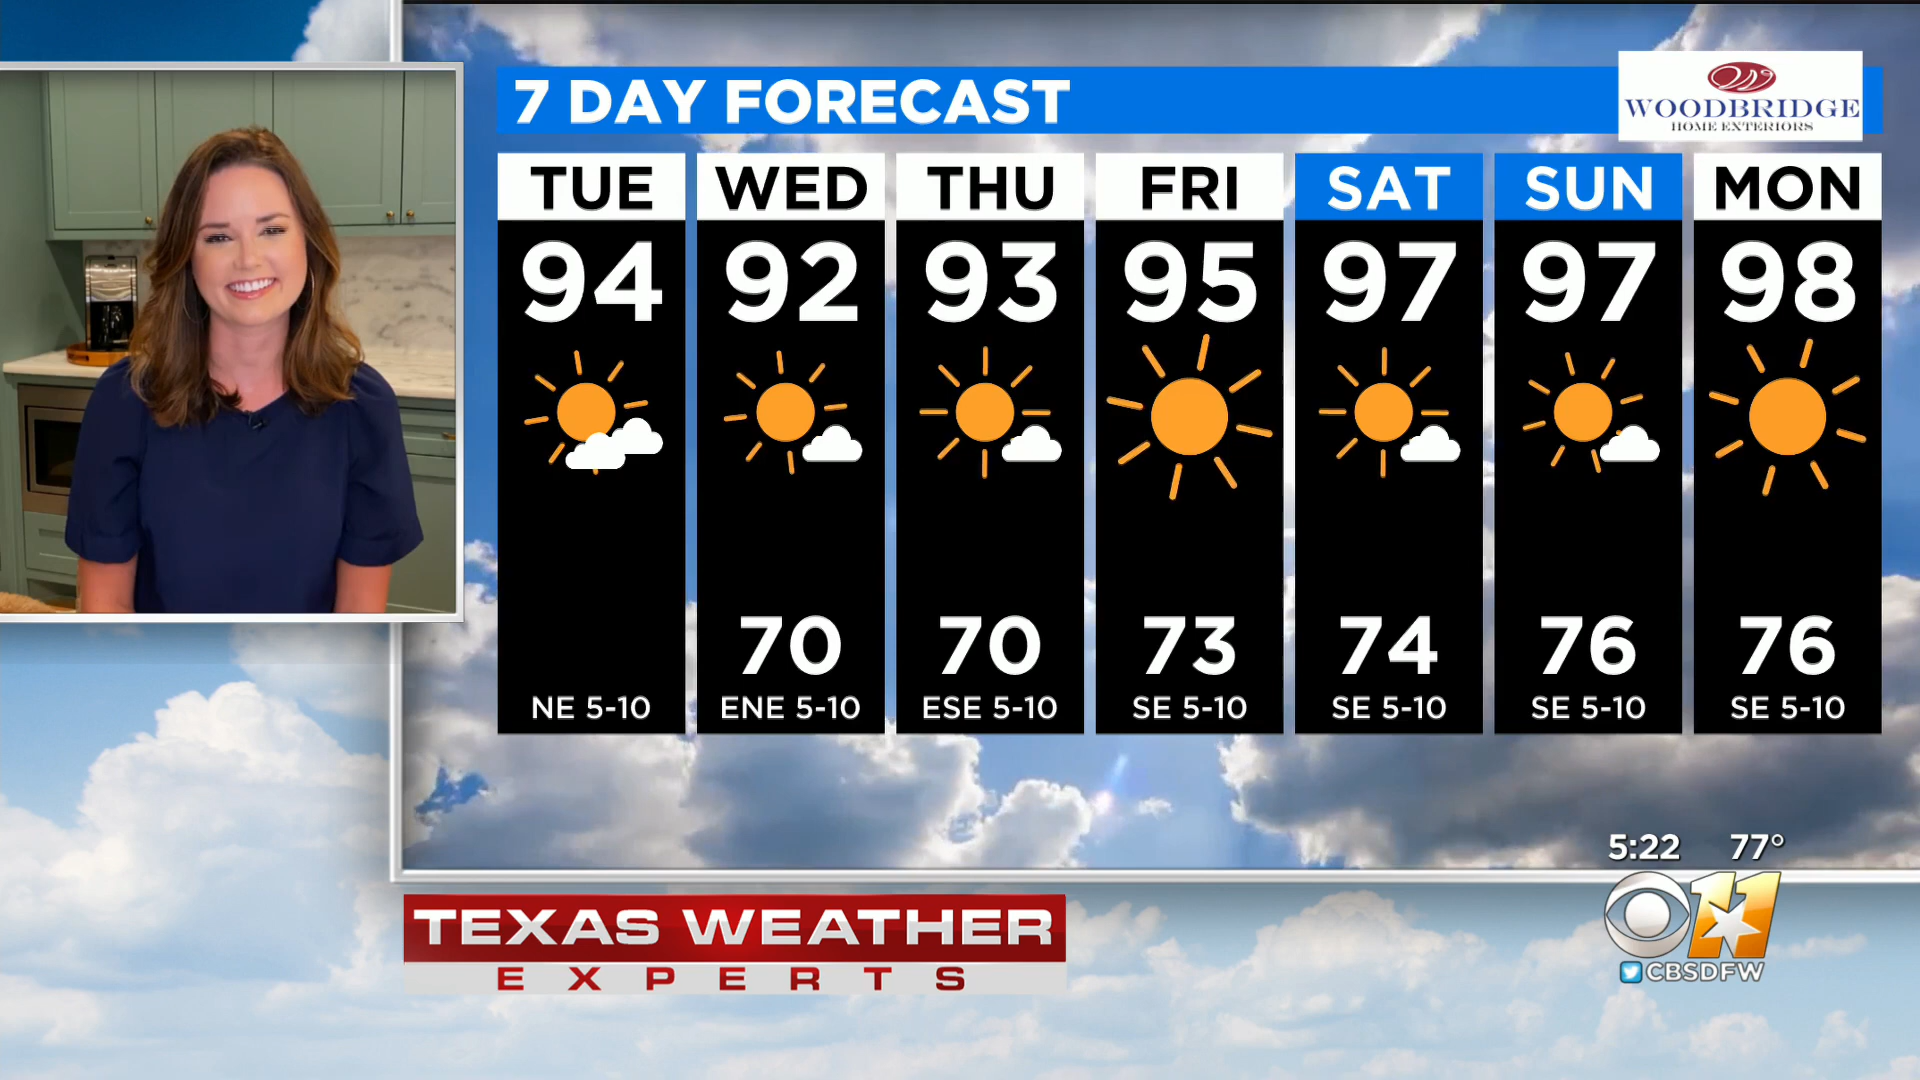 7 DAY FORECAST
WOODBRIDGE
HOME EXTERIORS
TUE WED THU FRI SAT SUN MON
94 92 93 95 97 97 98
70 70 73 74 76 76
NE 5-10 ENE 5-10 ESE 5-10 SE 5-10 SE 5-10 SE 5-10 SE 5-10
5:22 77°
11
TEXAS WEATHER
EXPERTS
CBSDFW